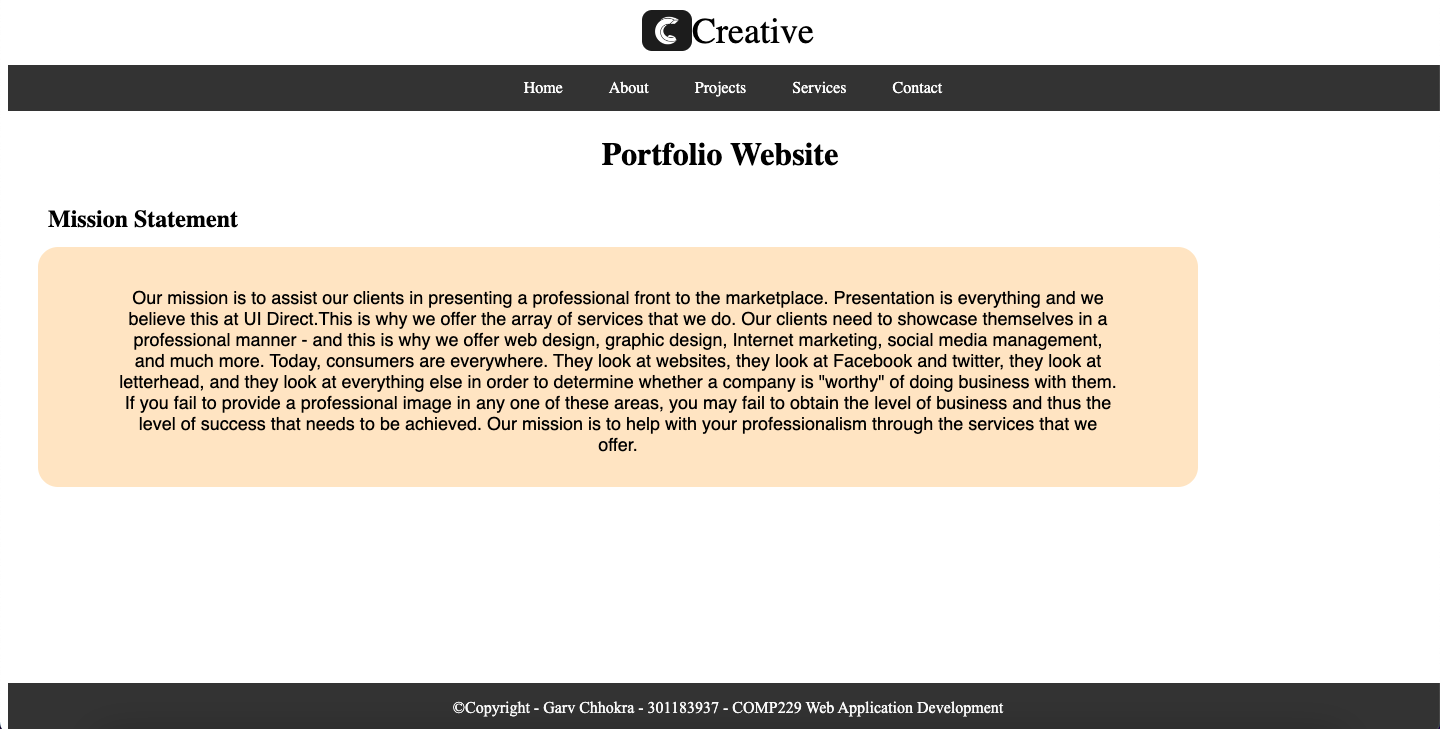 Creative
Home About Projects Services Contact
Portfolio Website
Mission Statement
Our mission is to assist our clients in presenting a professional front to the marketplace. Presentation is everything and we
believe this at UI Direct.This is why we offer the array of services that we do. Our clients need to showcase themselves in a
professional manner - and this is why we offer web design, graphic design, Internet marketing, social media management,
and much more. Today, consumers are everywhere. They look at websites, they look at Facebook and twitter, they look at
letterhead, and they look at everything else in order to determine whether a company is "worthy" of doing business with them.
If you fail to provide a professional image in any one of these areas, you may fail to obtain the level of business and thus the
level of success that needs to be achieved. Our mission is to help with your professionalism through the services that we
offer.
©Copyright - Garv Chhokra - 301183937 - COMP229 Web Application Development